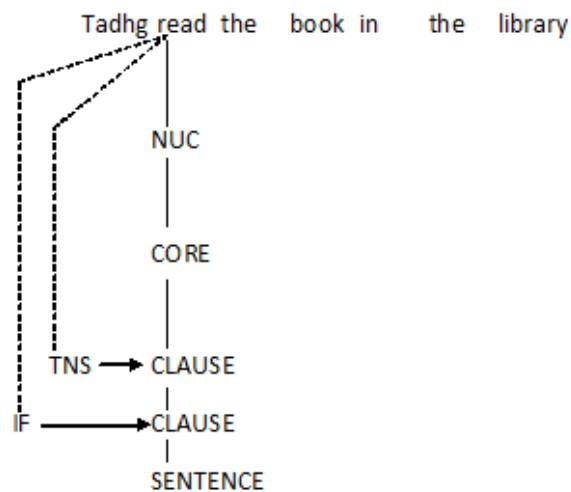 Tadhg read the book in the library
NUC
CORE
TNS CLAUSE
IF CLAUSE
SENTENCE